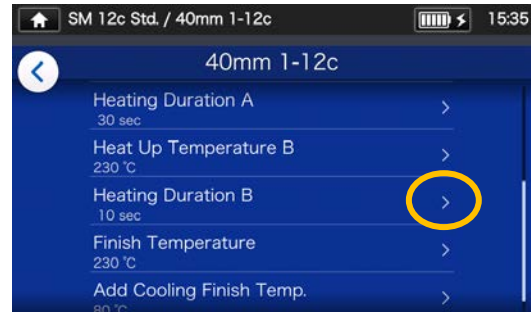 SM 12c Std. / 40mm 1-12c
15:35
40mm 1-12c
Heating Duration A
30 sec
Heat Up Temperature B
230 °C
Heating Duration B
10 sec
Finish Temperature
230 °C
Add Cooling Finish Temp.
80 °C